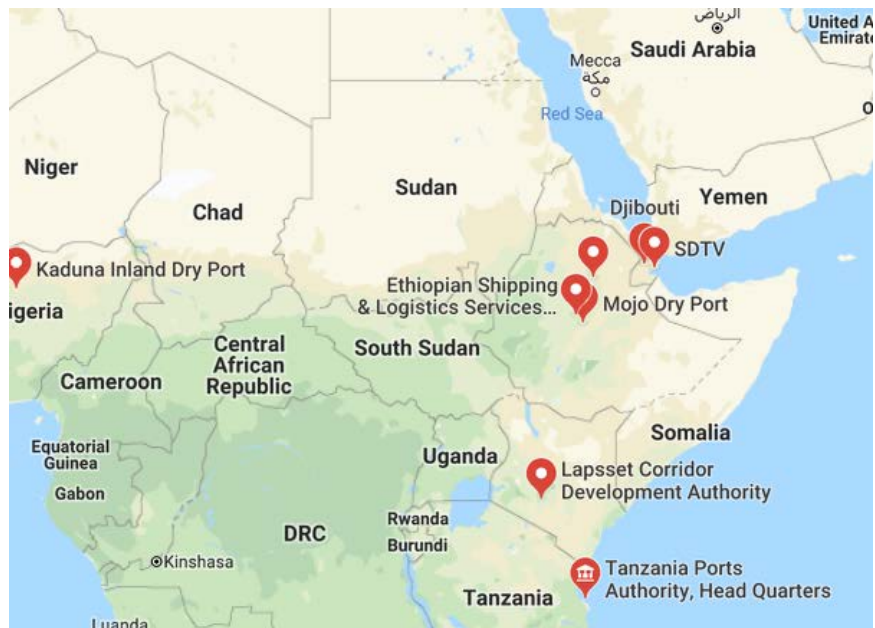 الرياض
United A
Emirate
Saudi Arabia
Mecca
مكة
O
Red Sea
Niger
Sudan
Yemen
Chad
Djibouti
SDTV
Kaduna Inland Dry Port
igeria
Ethiopian Shipping
& Logistics Services...
Mojo Dry Port
Central
African
Republic
South Sudan
Cameroon
Equatorial
Guinea
Somalia
Uganda
Lapsset Corridor
Development Authority
Gabon
Rwanda
DRC
Burundi
Kinshasa
Tanzania Ports
Authority, Head Quarters
Tanzania
Luanda